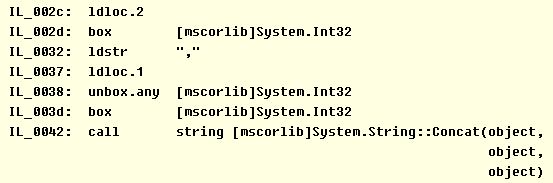 IL_002c: ldloc.2
IL_002d: box [mscorlib]System.Int32
IL_0032: ldstr ","
IL_0037: ldloc.1
IL_0038: unbox.any [mscorlib]System.Int32
IL_003d: box [mscorlib]System.Int32
IL_0042: call string [mscorlib]System.String::Concat(object,
object,
object)